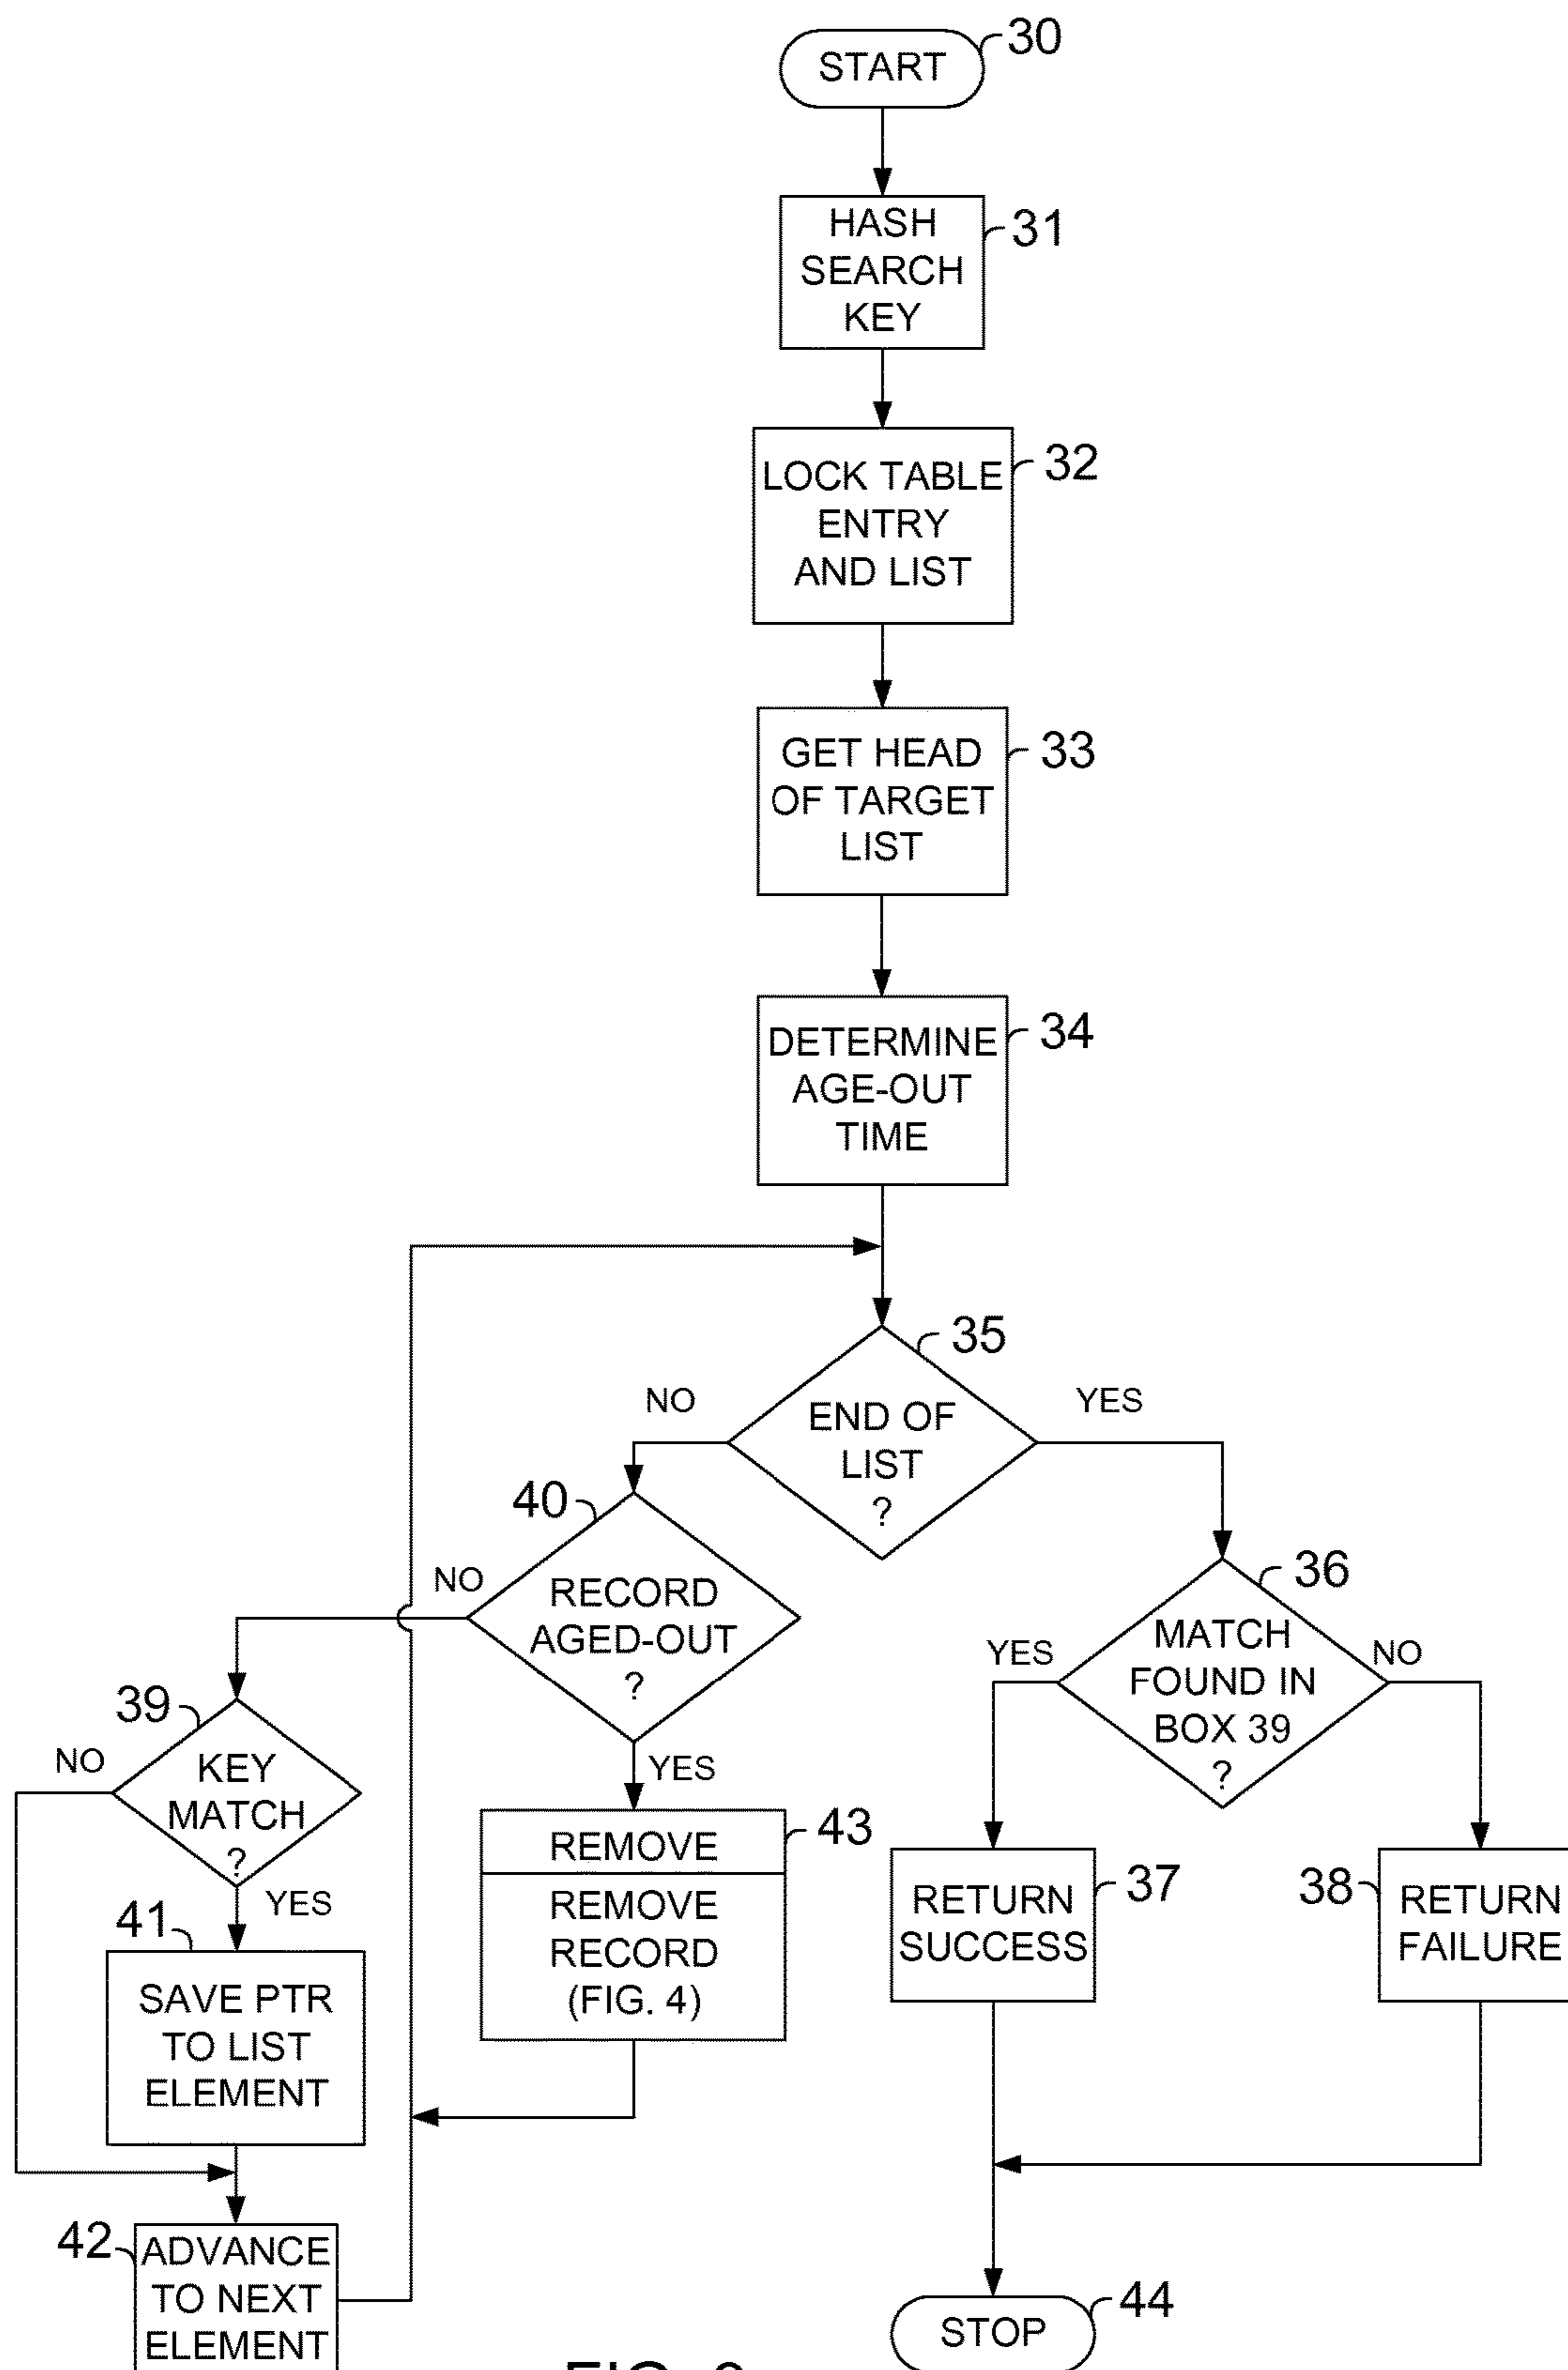 START
30
HASH
SEARCH
KEY
31
LOCK TABLE
ENTRY
AND LIST
32
GET HEAD
OF TARGET
LIST
33
DETERMINE
AGE-OUT
TIME
34
35
NO
YES
END OF
LIST
?
40
NO
RECORD
AGED-OUT
?
YES
36
YES
NO
MATCH
FOUND IN
BOX 39
?
39
NO
KEY
MATCH
?
YES
43
REMOVE
REMOVE
RECORD
(FIG. 4)
37
RETURN
SUCCESS
38
RETURN
FAILURE
41
SAVE PTR
TO LIST
ELEMENT
42
ADVANCE
TO NEXT
ELEMENT
44
STOP
FIG.